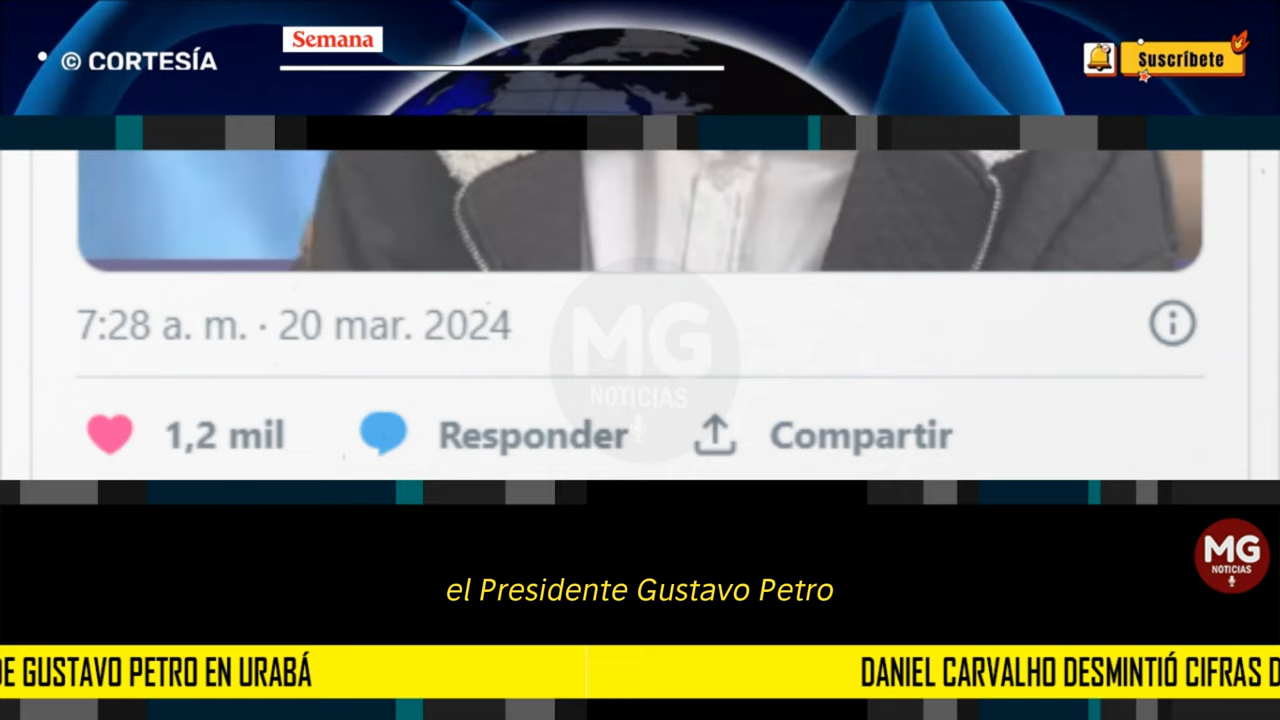 © CORTESÍA
Semana
Suscríbete
7:28 a. m. · 20 mar. 2024
MG
NOTICIAS
1,2 mil
Responder
Compartir
MG
NOTICIAS
el Presidente Gustavo Petro
DE GUSTAVO PETRO EN URABÁ
DANIEL CARVALHO DESMINTIÓ CIFRAS D